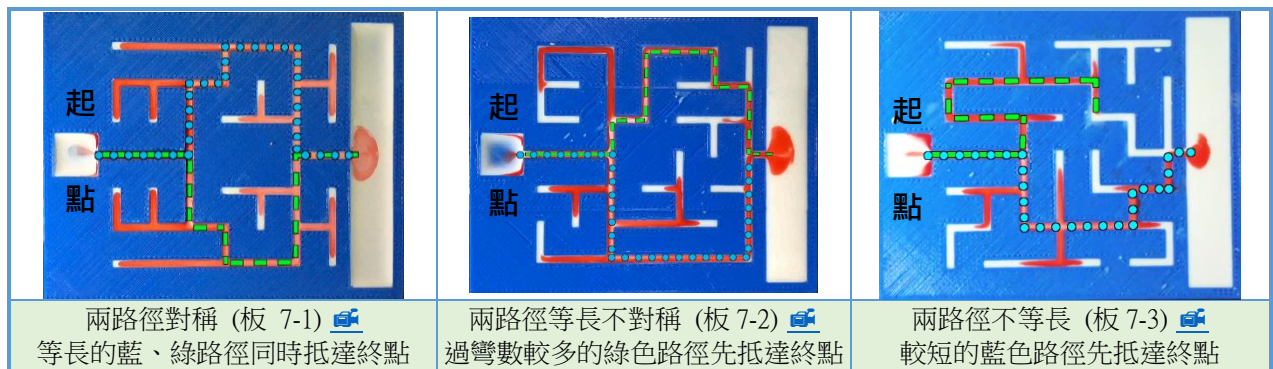 起
點
起
點
起
點
兩路徑對稱 (板 7-1)
等長的藍、綠路徑同時抵達終點
兩路徑等長不對稱 (板 7-2)
過彎數較多的綠色路徑先抵達終點
兩路徑不等長 (板 7-3)
較短的藍色路徑先抵達終點